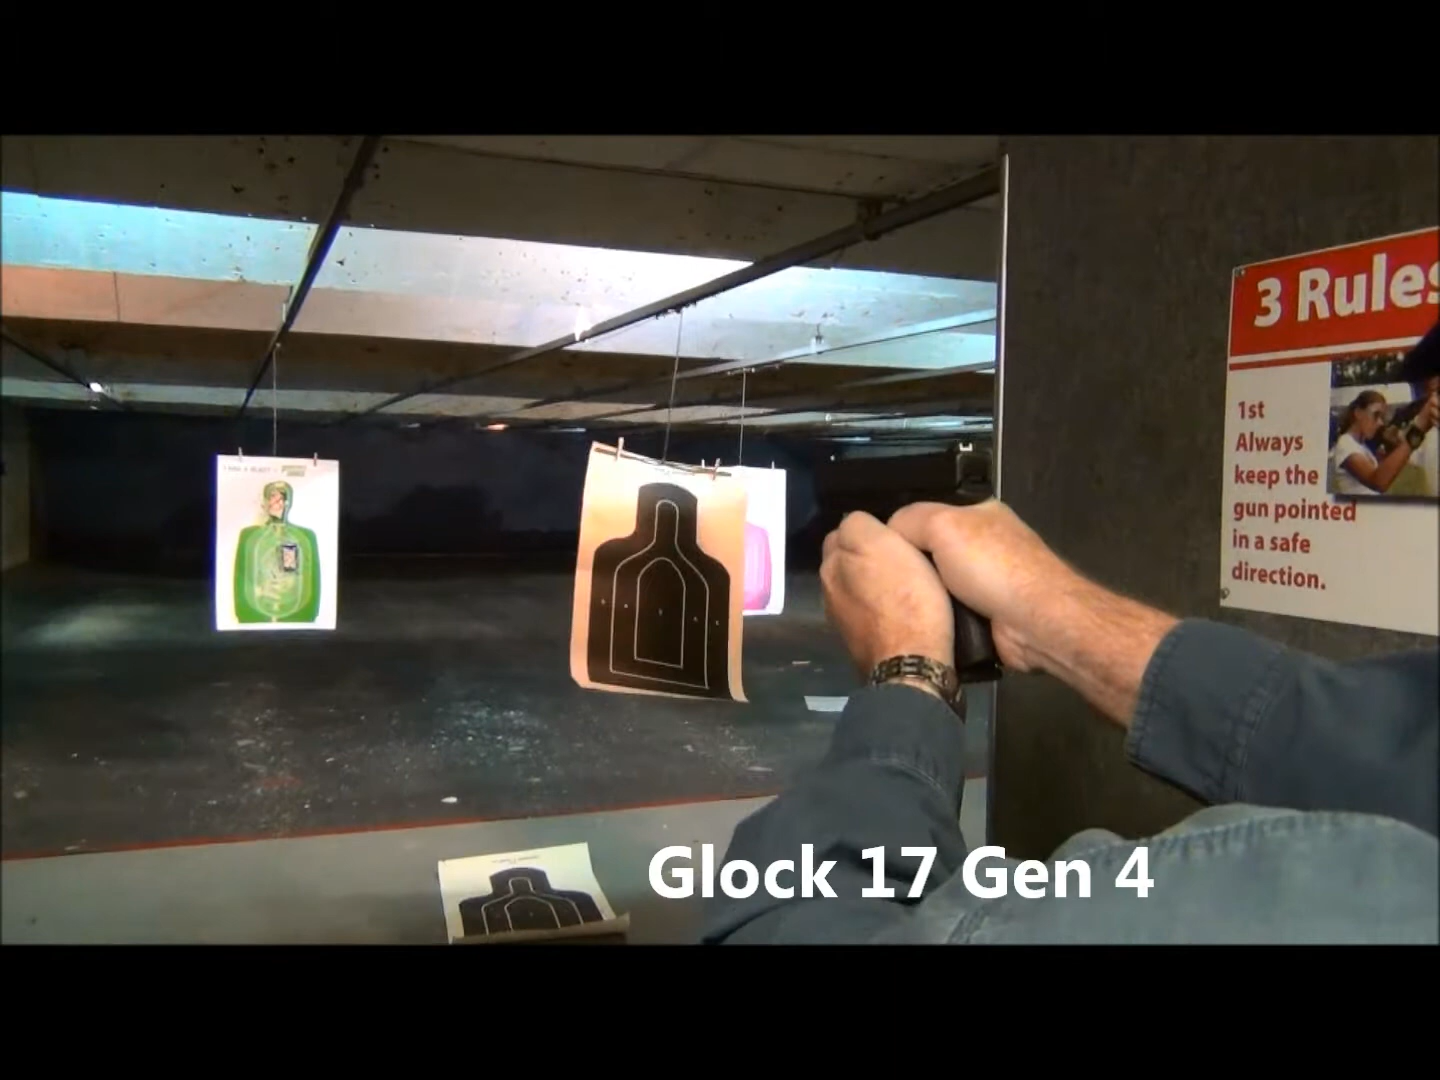 3 Rules
1st
Always
keep the
gun pointed
in a safe
direction.
Glock 17 Gen 4